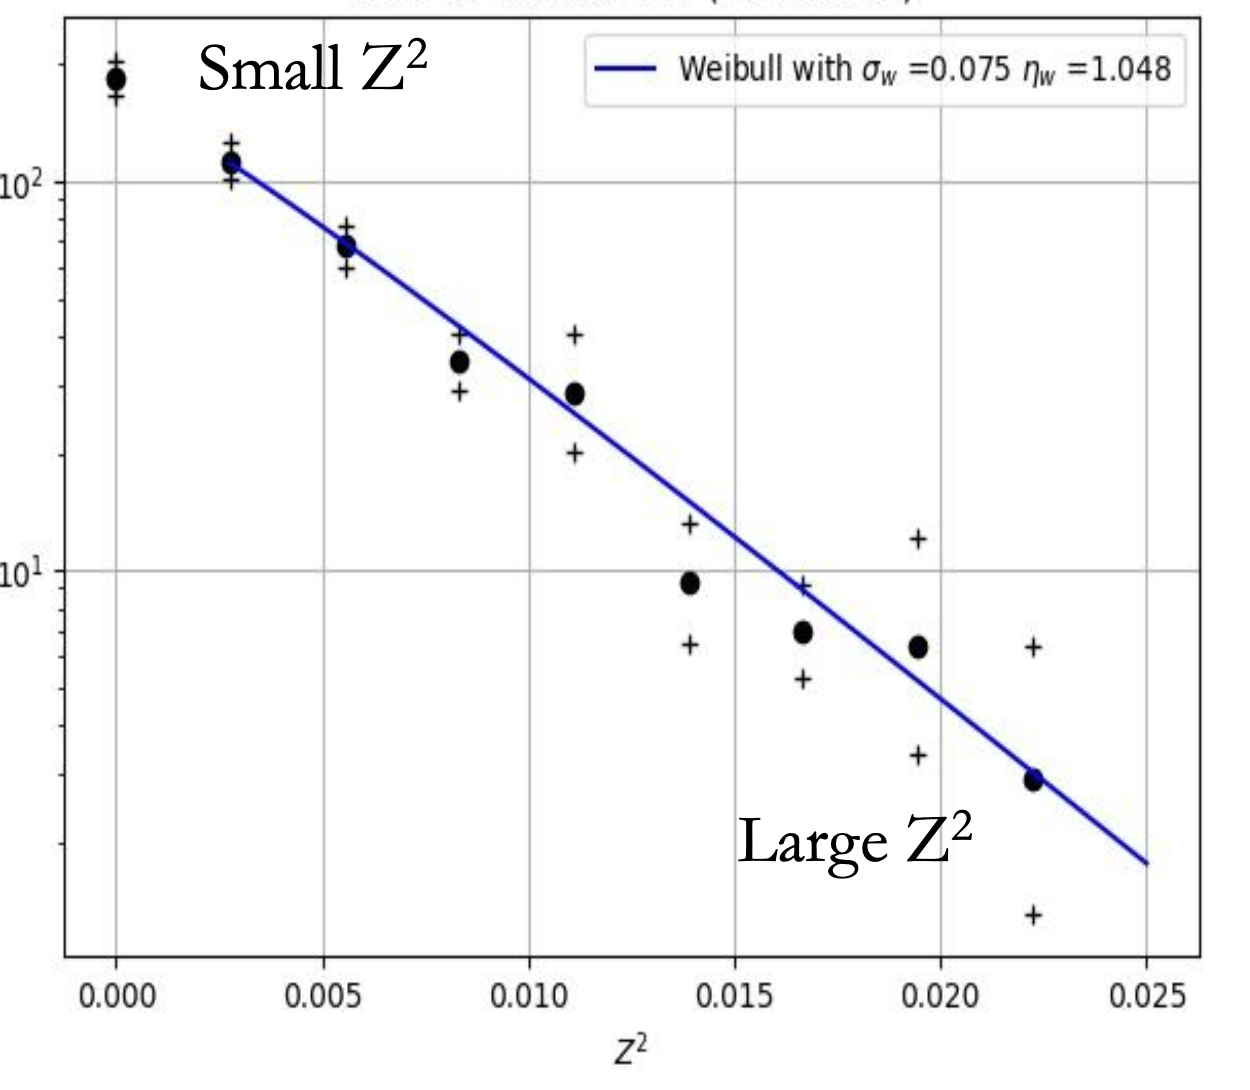 Small Z²
Weibull with σ_w =0.075 η_w =1.048
10²
10¹
Large Z²
0.000 0.005 0.010 0.015 0.020 0.025
Z²